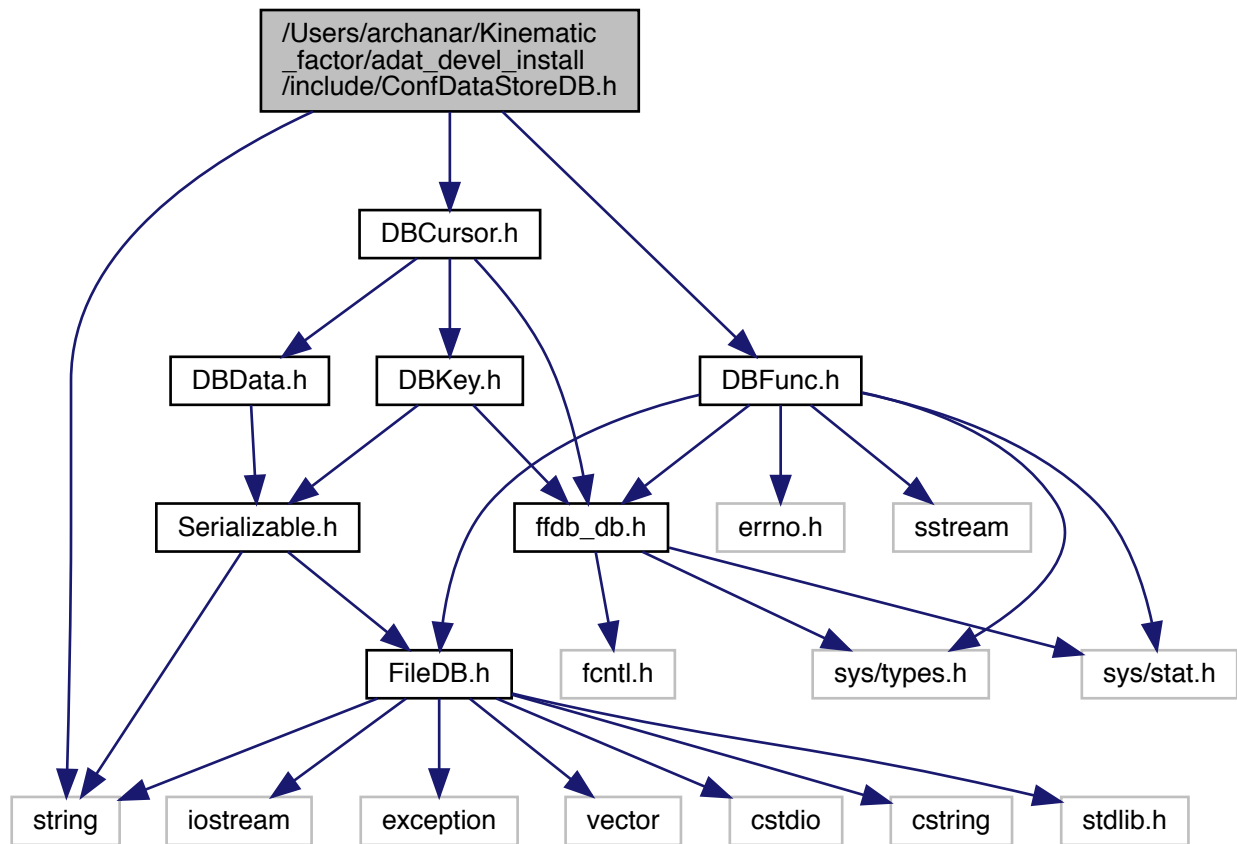 /Users/archanar/Kinematic
_factor/adat_devel_install
/include/ConfDataStoreDB.h
DBCursor.h
DBData.h
DBKey.h
DBFunc.h
Serializable.h
ffdb_db.h
errno.h
sstream
FileDB.h
fcntl.h
sys/types.h
sys/stat.h
string
iostream
exception
vector
cstdio
cstring
stdlib.h